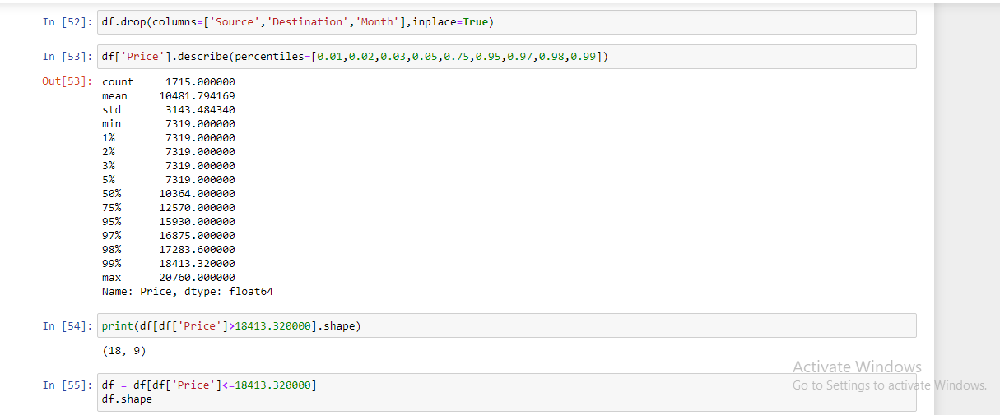 In [52]: df.drop(columns=['Source','Destination','Month'],inplace=True)
In [53]: df['Price'].describe(percentiles=[0.01,0.02,0.03,0.05,0.75,0.95,0.97,0.98,0.99])
Out[53]: count 1715.000000
mean 10481.794169
std 3143.484340
min 7319.000000
1% 7319.000000
2% 7319.000000
3% 7319.000000
5% 7319.000000
50% 10364.000000
75% 12570.000000
95% 15930.000000
97% 16875.000000
98% 17283.600000
99% 18413.320000
max 20760.000000
Name: Price, dtype: float64
In [54]: print(df[df['Price']>18413.320000].shape)
(18, 9)
In [55]: df = df[df['Price']<=18413.320000]
df.shape
Activate Windows
Go to Settings to activate Windows.